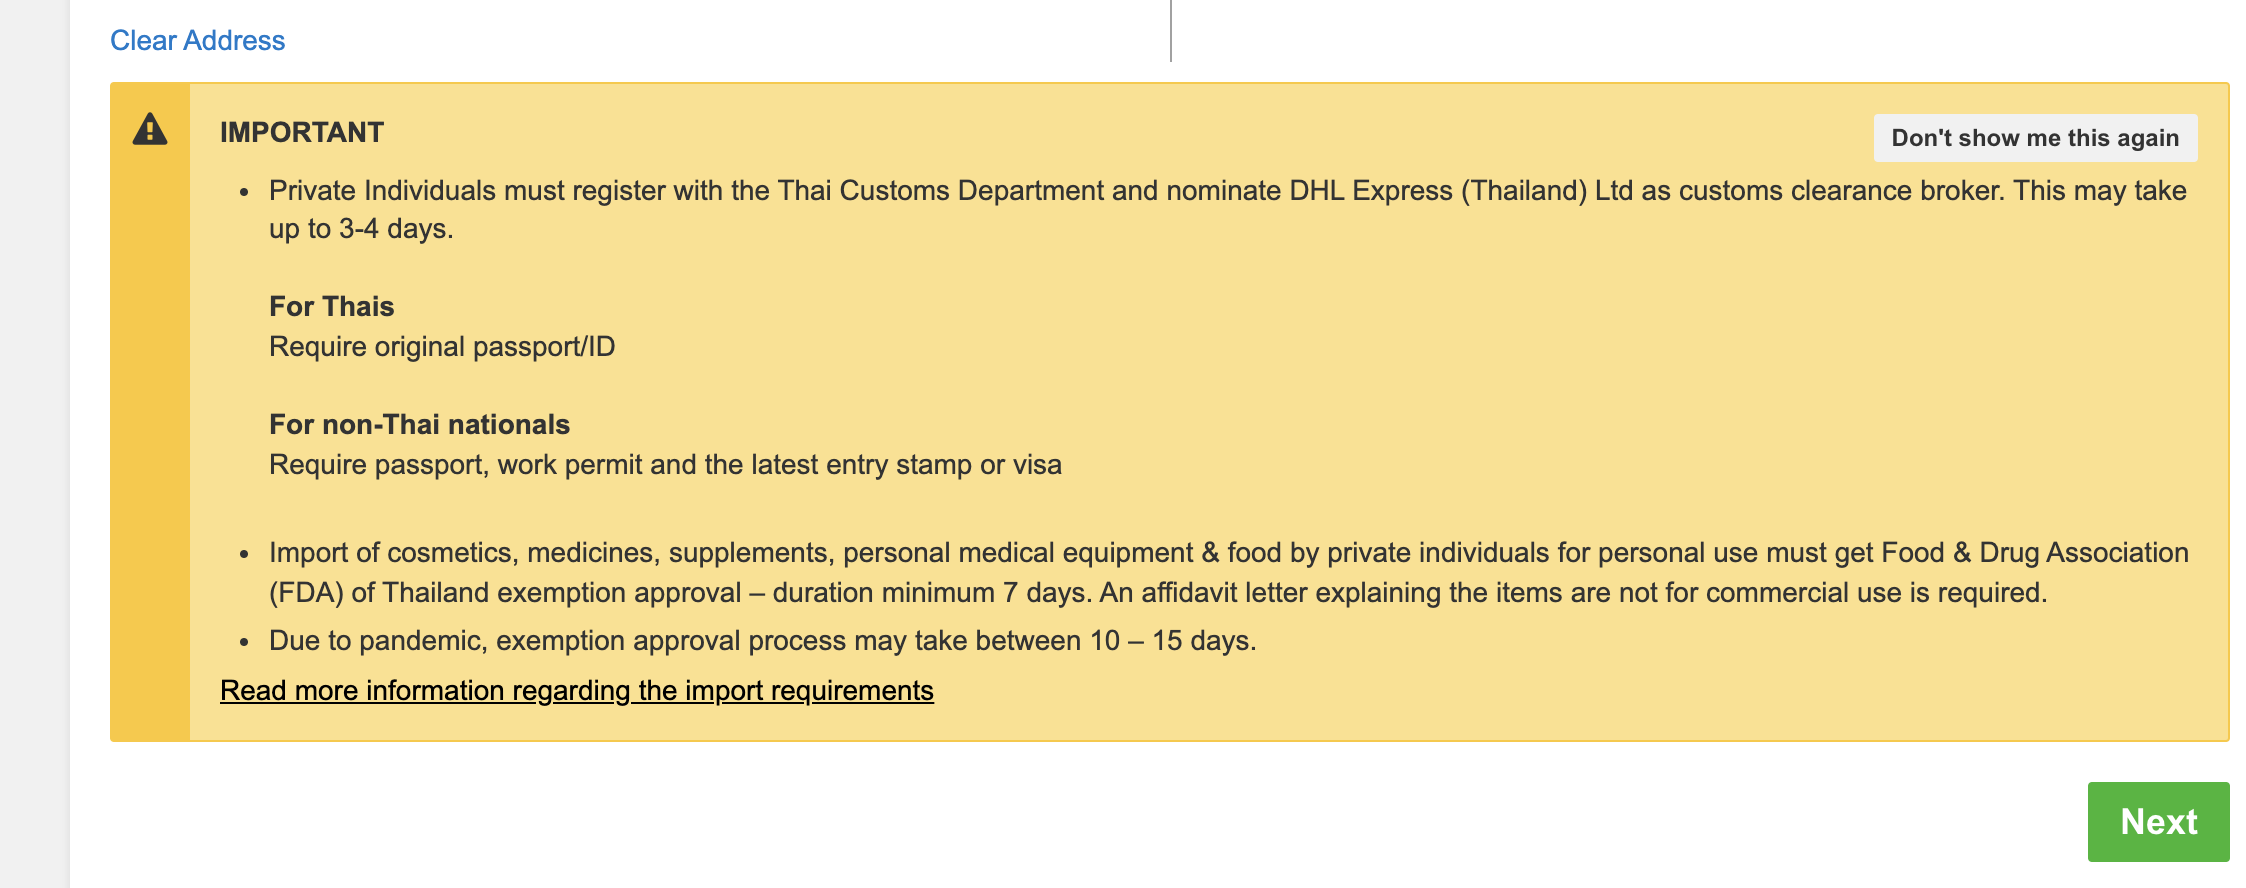 Clear Address
IMPORTANT
Don't show me this again
• Private Individuals must register with the Thai Customs Department and nominate DHL Express (Thailand) Ltd as customs clearance broker. This may take
up to 3-4 days.
For Thais
Require original passport/ID
For non-Thai nationals
Require passport, work permit and the latest entry stamp or visa
• Import of cosmetics, medicines, supplements, personal medical equipment & food by private individuals for personal use must get Food & Drug Association
(FDA) of Thailand exemption approval – duration minimum 7 days. An affidavit letter explaining the items are not for commercial use is required.
• Due to pandemic, exemption approval process may take between 10 – 15 days.
Read more information regarding the import requirements
Next